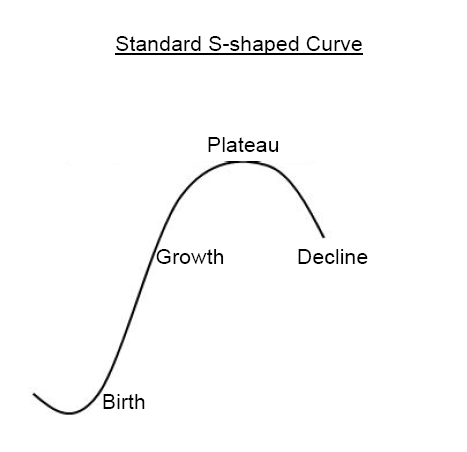 Standard S-shaped Curve
Plateau
Growth
Decline
Birth